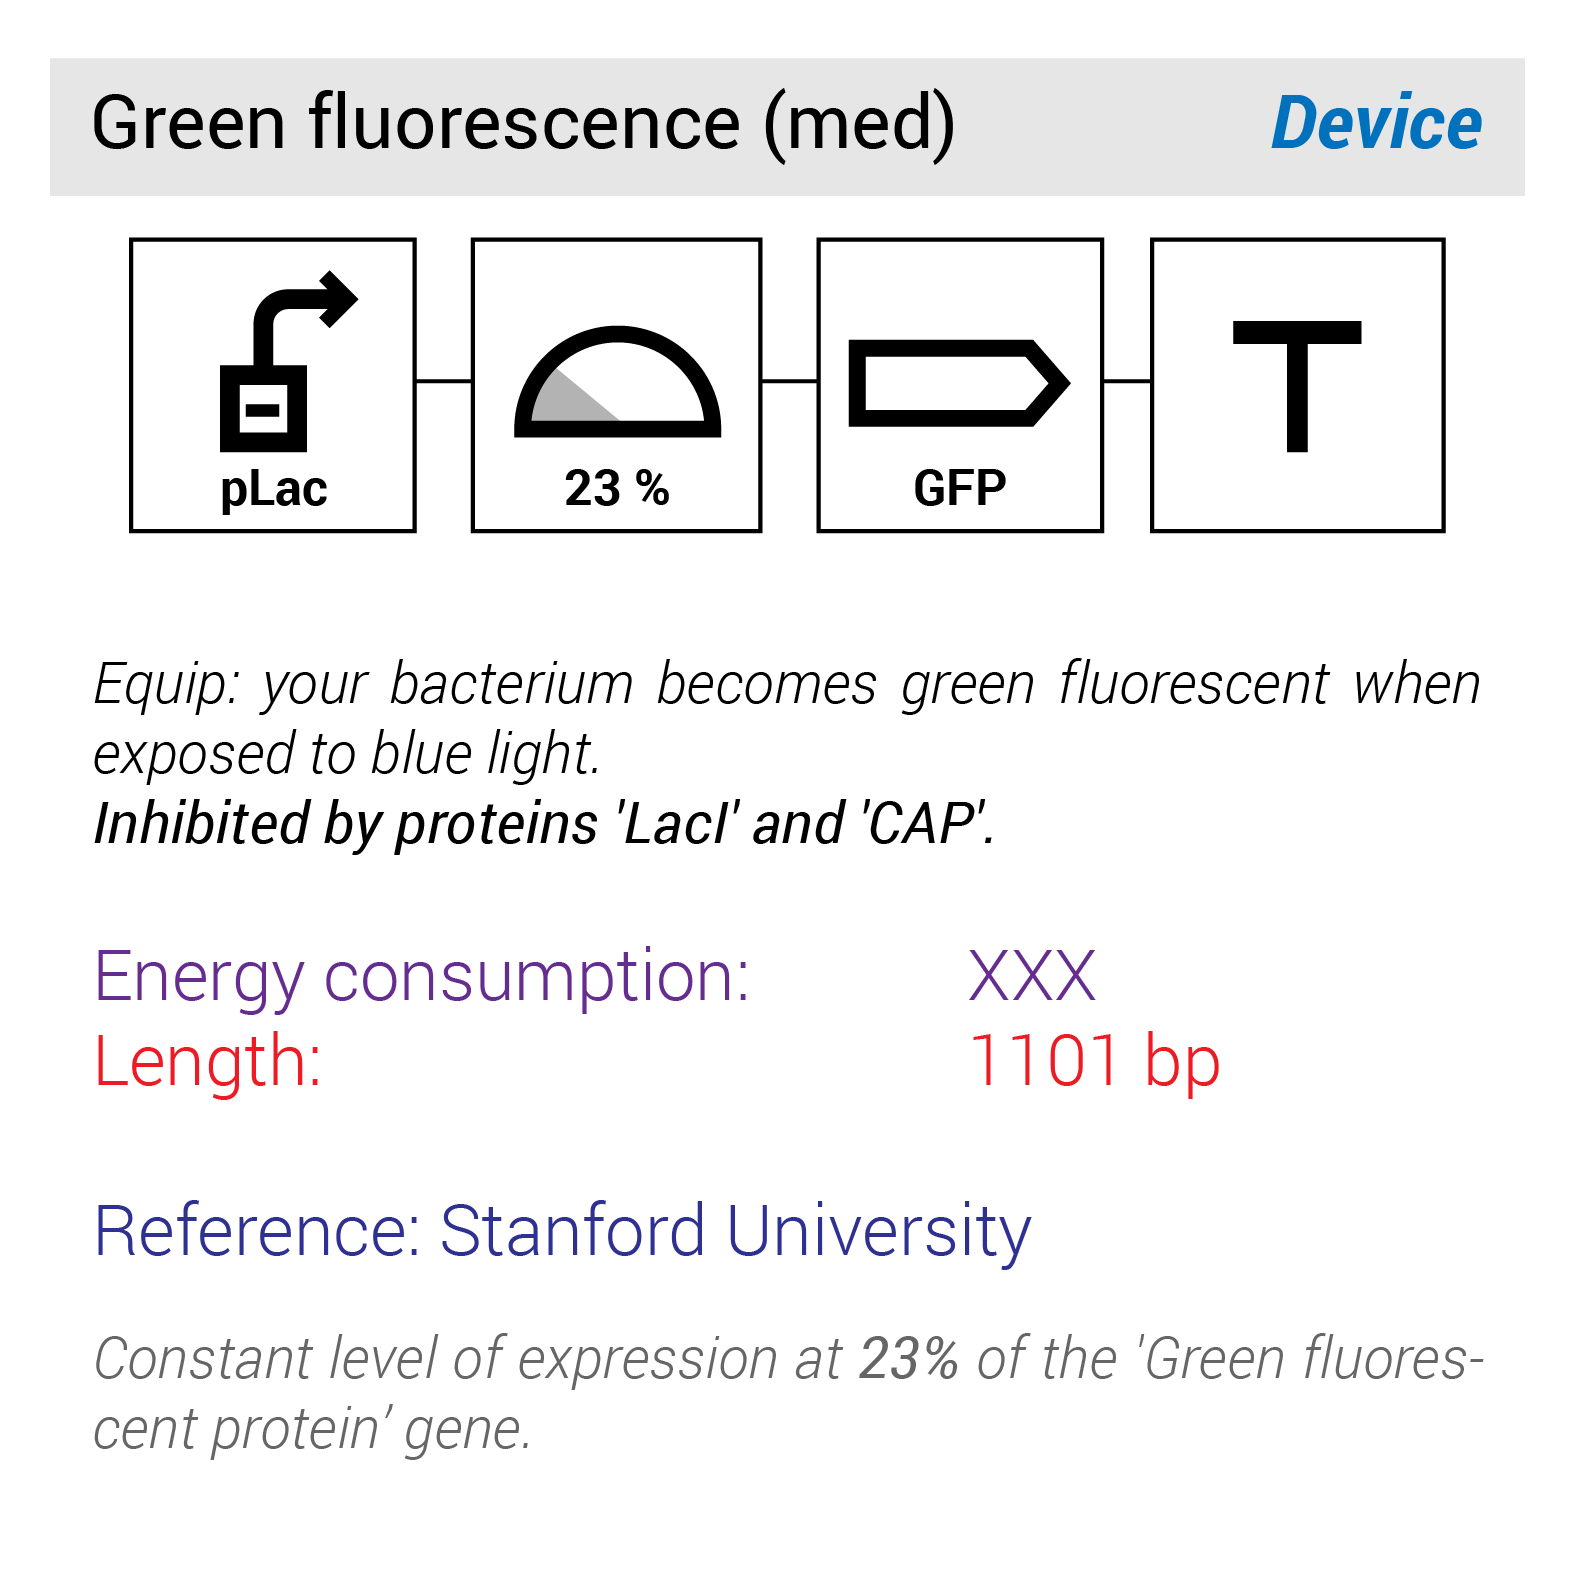 Green fluorescence (med) Device
pLac 23 % GFP T
Equip: your bacterium becomes green fluorescent when
exposed to blue light.
Inhibited by proteins 'LacI' and 'CAP'.
Energy consumption: XXX
Length: 1101 bp
Reference: Stanford University
Constant level of expression at 23% of the 'Green fluores-
cent protein' gene.